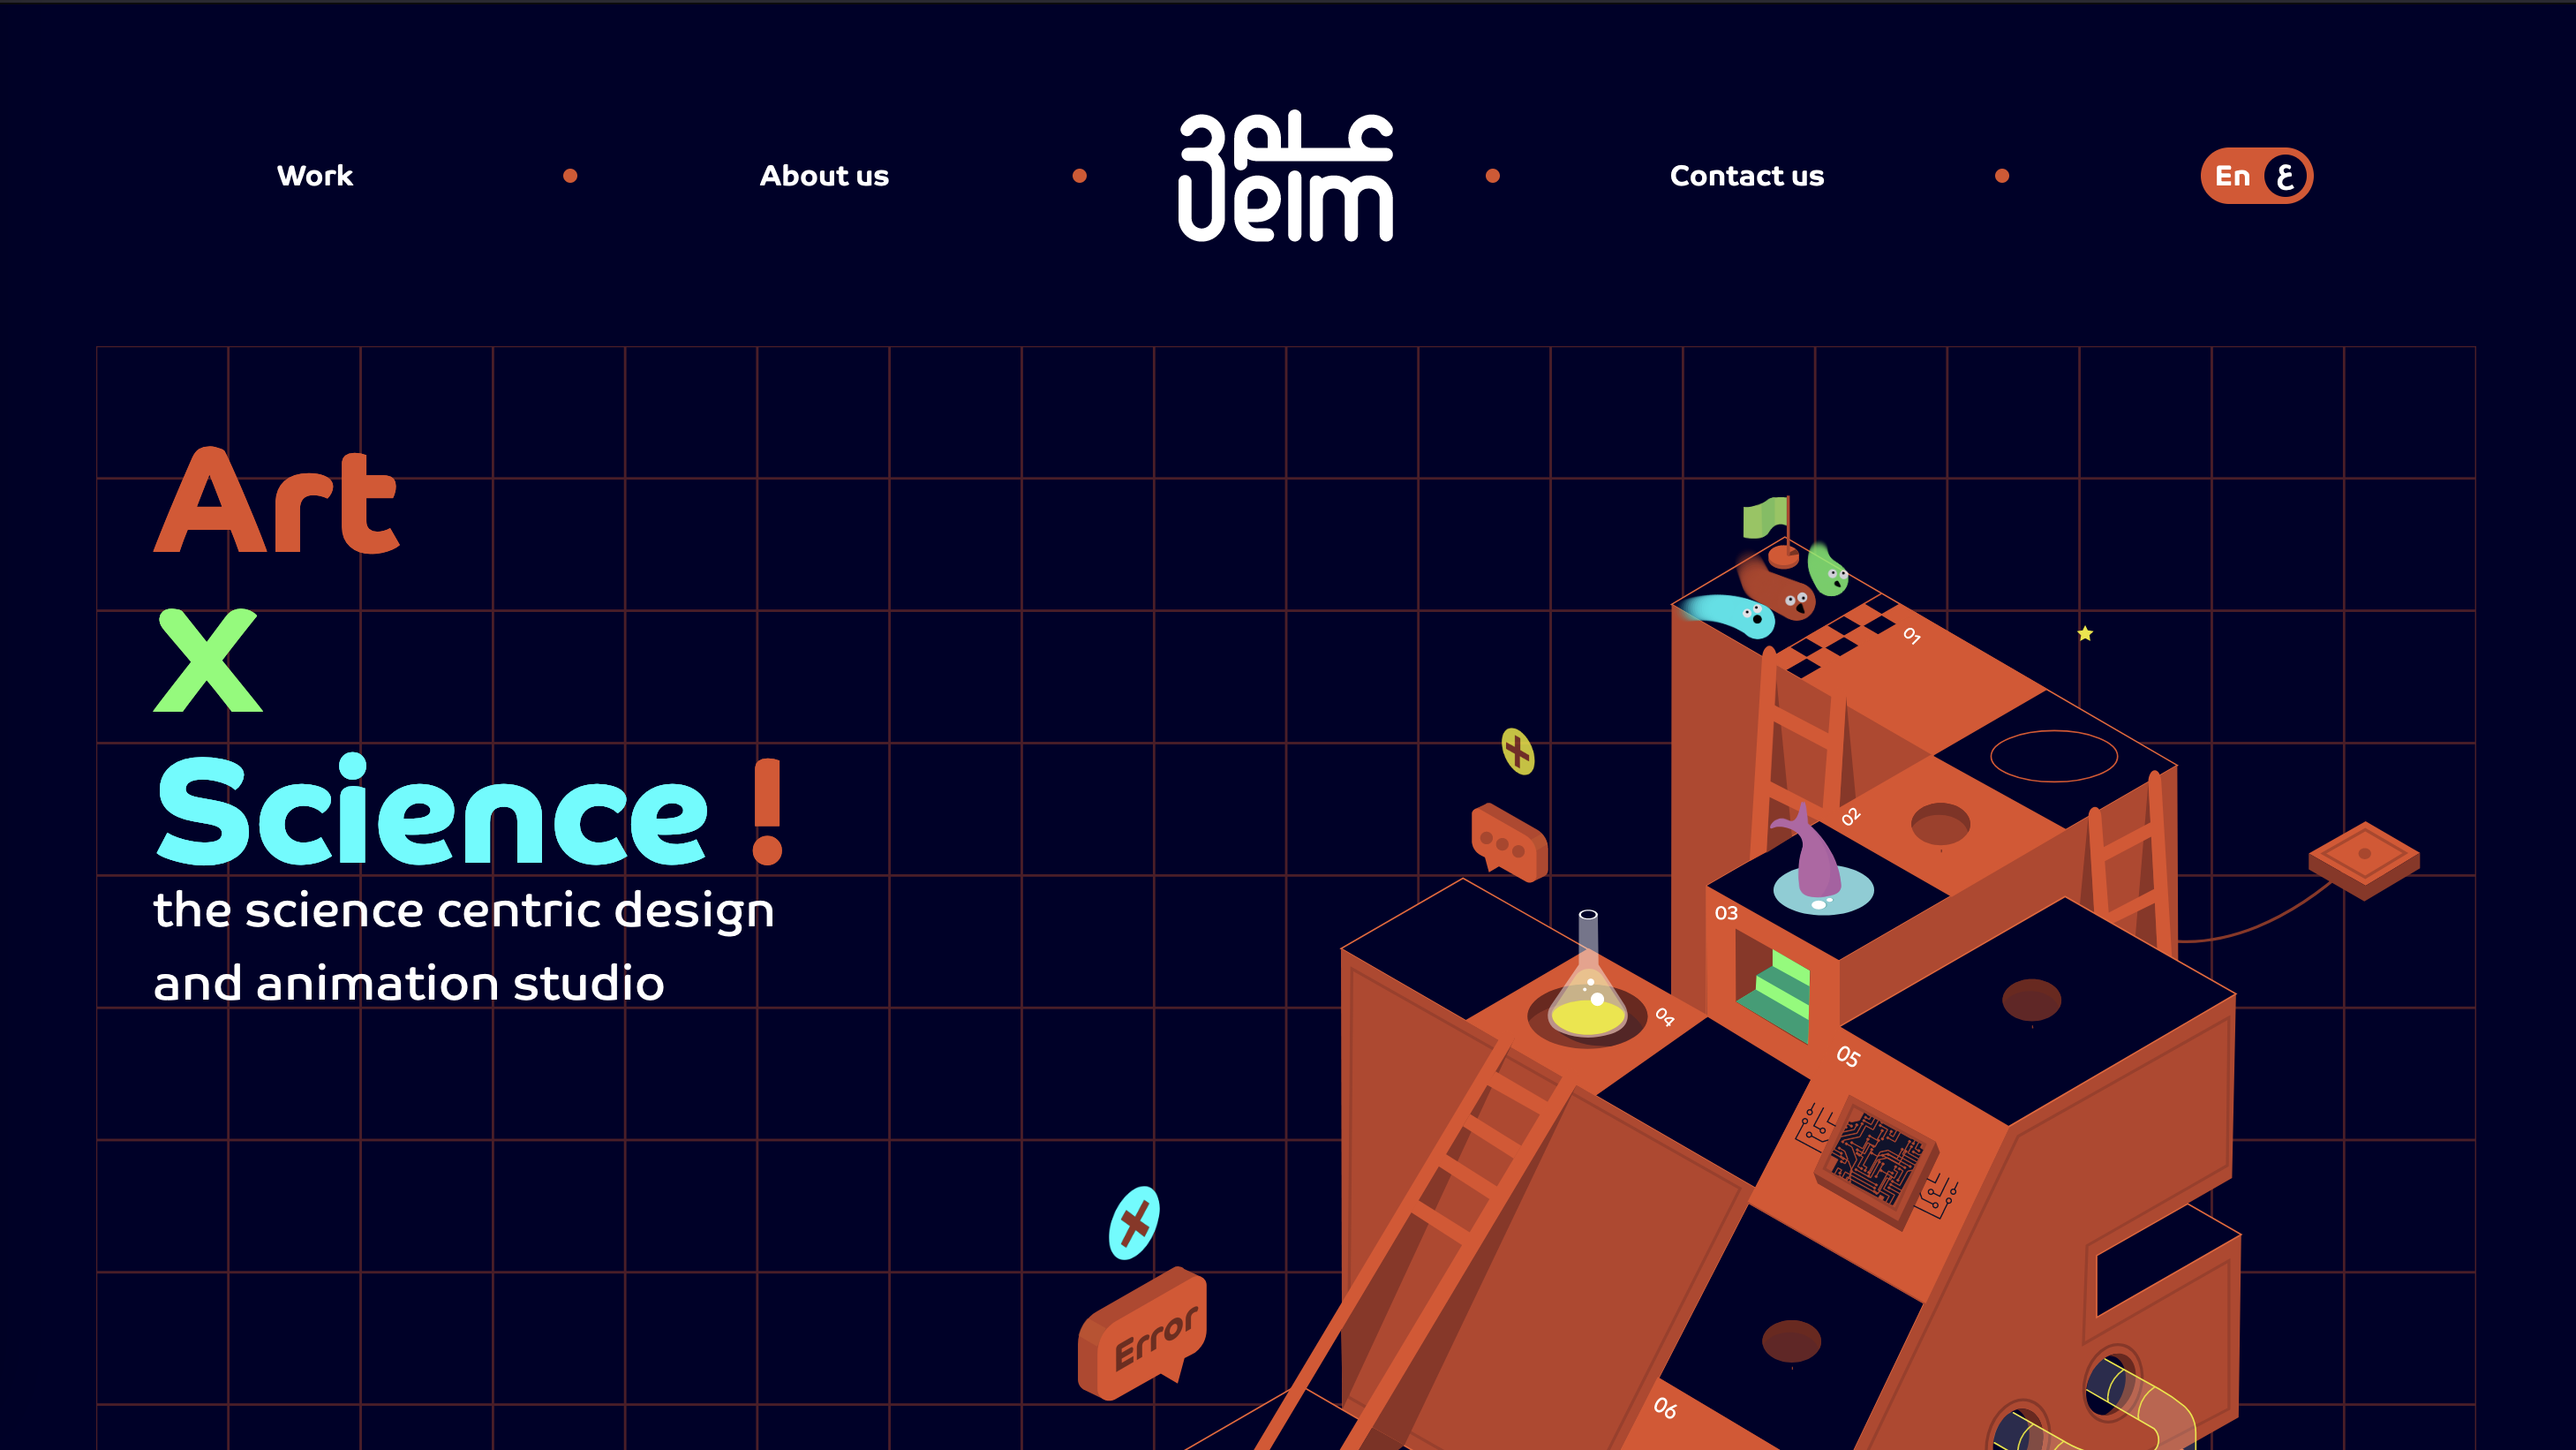 Work
About us
علم
Contact us
En ع
Art
X
Science !
the science centric design
and animation studio
01
02
03
04
05
06
Error